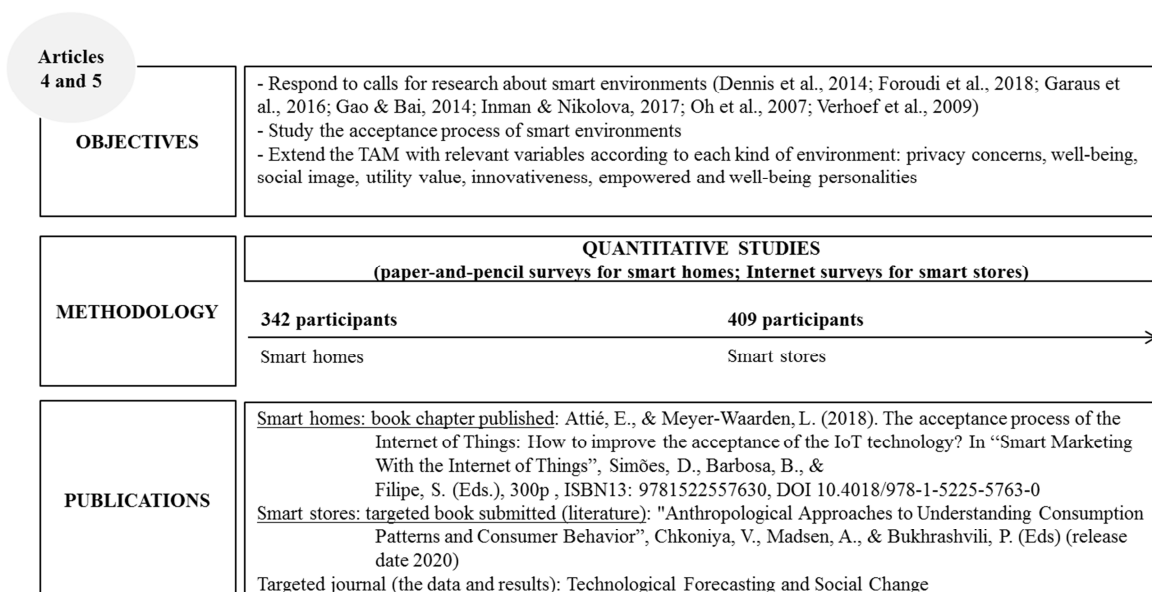 Articles
4 and 5
OBJECTIVES
- Respond to calls for research about smart environments (Dennis et al., 2014; Foroudi et al., 2018; Garaus et
al., 2016; Gao & Bai, 2014; Inman & Nikolova, 2017; Oh et al., 2007; Verhoef et al., 2009)
- Study the acceptance process of smart environments
- Extend the TAM with relevant variables according to each kind of environment: privacy concerns, well-being,
social image, utility value, innovativeness, empowered and well-being personalities
METHODOLOGY
QUANTITATIVE STUDIES
(paper-and-pencil surveys for smart homes; Internet surveys for smart stores)
342 participants
409 participants
Smart homes
Smart stores
PUBLICATIONS
Smart homes: book chapter published: Attié, E., & Meyer-Waarden, L. (2018). The acceptance process of the
Internet of Things: How to improve the acceptance of the IoT technology? In “Smart Marketing
With the Internet of Things”, Simões, D., Barbosa, B., &
Filipe, S. (Eds.), 300p , ISBN13: 9781522557630, DOI 10.4018/978-1-5225-5763-0
Smart stores: targeted book submitted (literature): "Anthropological Approaches to Understanding Consumption
Patterns and Consumer Behavior”, Chkoniya, V., Madsen, A., & Bukhrashvili, P. (Eds) (release
date 2020)
Targeted journal (the data and results): Technological Forecasting and Social Change